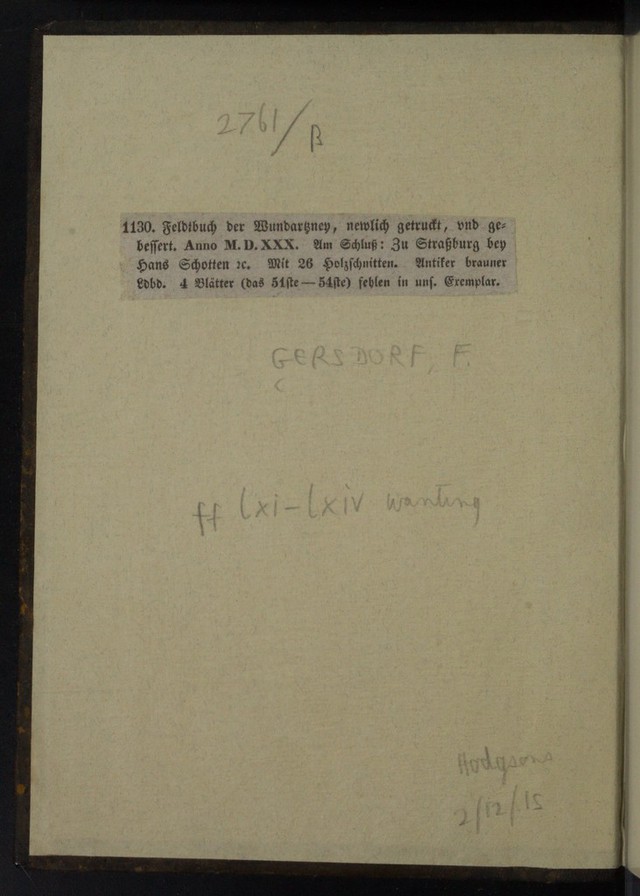 2761/β
1130. Feldtbuch der Wundartzney, newlich getruckt, vnd ge-
bessert. Anno M. D. XXX. Am Schluß: Zu Straßburg bey
Hans Schotten ꝛc. Mit 26 Holzschnitten. Antiker brauner
Ldbd. 4 Blätter (das 51ste—54ste) fehlen in uns. Exemplar.
GERSDORF, F.
ff lxi-lxiv wanting
Hodgsons
2/12/15